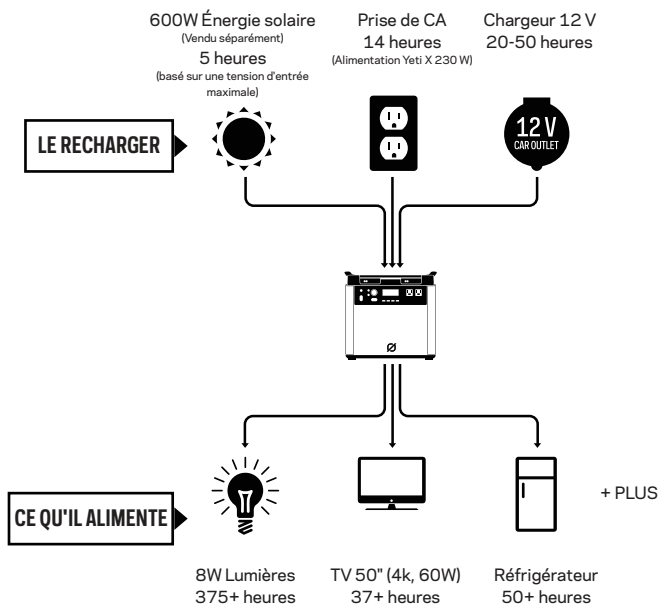 600W Énergie solaire
(Vendu séparément)
5 heures
(basé sur une tension d'entrée
maximale)
Prise de CA
14 heures
(Alimentation Yeti X 230 W)
Chargeur 12 V
20-50 heures
LE RECHARGER
12 V
CAR OUTLET
CE QU'IL ALIMENTE
+ PLUS
8W Lumières
375+ heures
TV 50" (4k, 60W)
37+ heures
Réfrigérateur
50+ heures